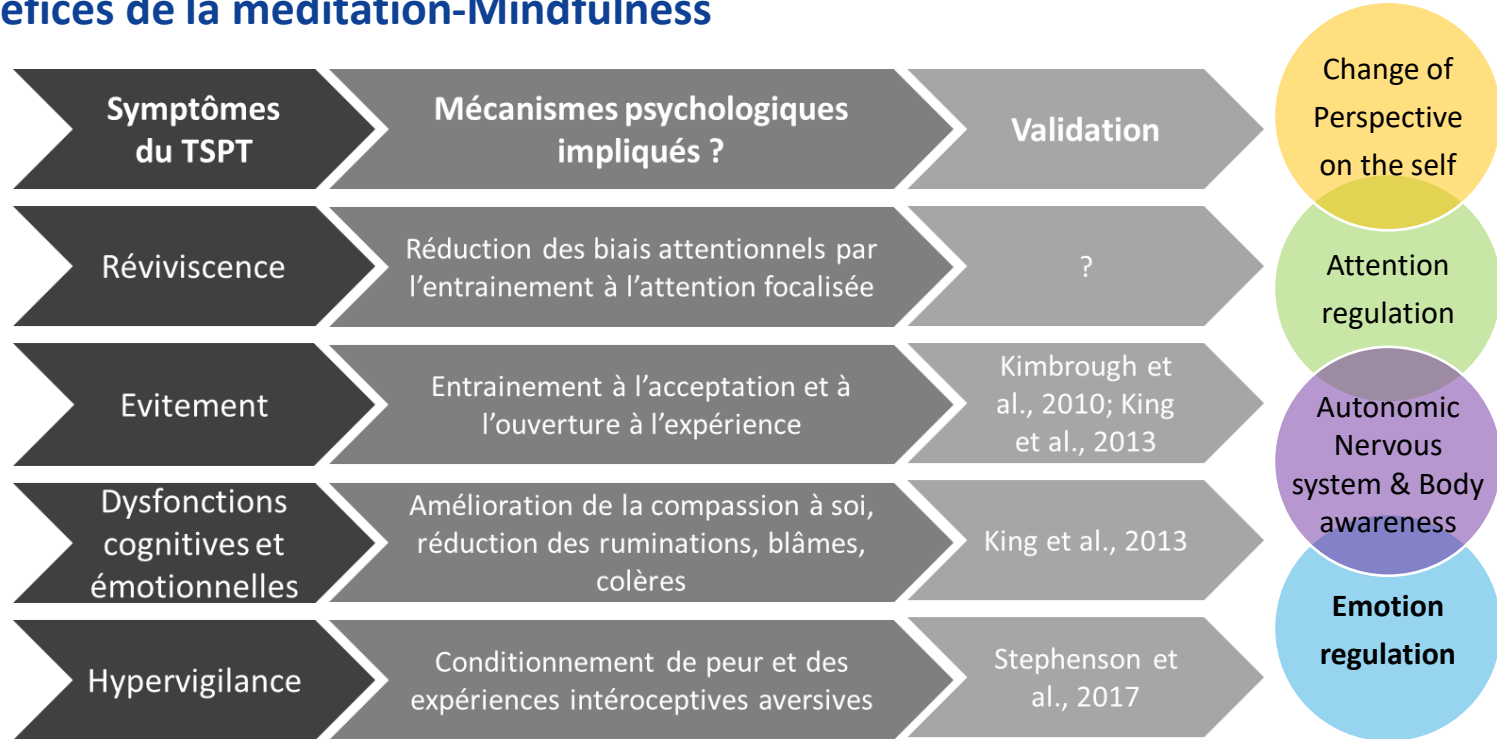 éfices de la méditation-Mindfulness
Symptômes
du TSPT
Mécanismes psychologiques
impliqués ?
Validation
Réviviscence
Réduction des biais attentionnels par
l'entrainement à l'attention focalisée
?
Evitement
Entrainement à l'acceptation et à
l'ouverture à l'expérience
Kimbrough et
al., 2010; King
et al., 2013
Dysfonctions
cognitives et
émotionnelles
Amélioration de la compassion à soi,
réduction des ruminations, blâmes,
colères
King et al., 2013
Hypervigilance
Conditionnement de peur et des
expériences intéroceptives aversives
Stephenson et
al., 2017
Change of
Perspective
on the self
Attention
regulation
Autonomic
Nervous
system & Body
awareness
Emotion
regulation